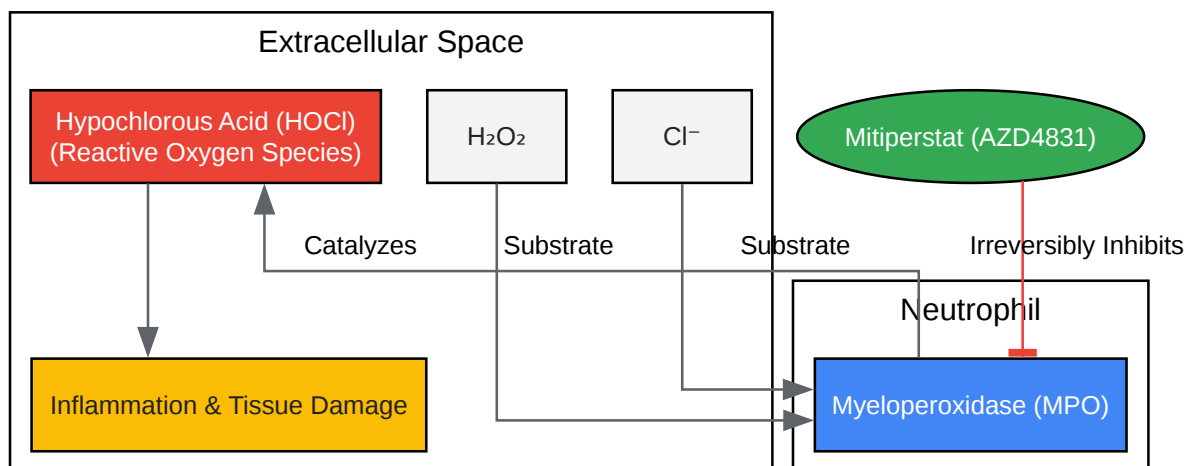 Extracellular Space
Hypochlorous Acid (HOCl)
(Reactive Oxygen Species)
H₂O₂
Cl⁻
Mitiperstat (AZD4831)
Catalyzes
Substrate
Substrate
Irreversibly Inhibits
Neutrophil
Inflammation & Tissue Damage
Myeloperoxidase (MPO)